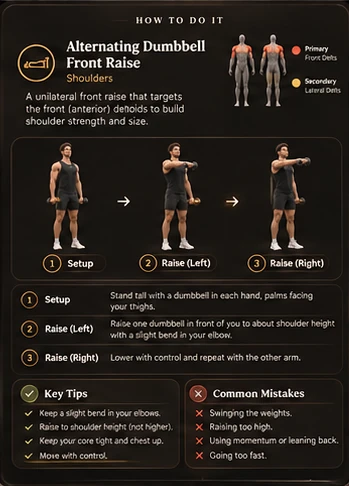 HOW TO DO IT
Alternating Dumbbell
Front Raise
Shoulders
A unilateral front raise that targets
the front (anterior) deltoids to build
shoulder strength and size.
Primary
Front Delts
Secondary
Lateral Delts
1 Setup
2 Raise (Left)
3 Raise (Right)
1 Setup
Stand tall with a dumbbell in each hand, palms facing
your thighs.
2 Raise (Left)
Raise one dumbbell in front of you to about shoulder height
with a slight bend in your elbow.
3 Raise (Right)
Lower with control and repeat with the other arm.
Key Tips
Keep a slight bend in your elbows.
Raise to shoulder height (not higher).
Keep your core tight and chest up.
Move with control.
Common Mistakes
Swinging the weights.
Raising too high.
Using momentum or leaning back.
Going too fast.